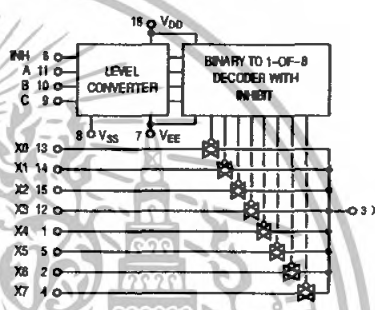 16 VDD
INH 6
A 11
B 10
C 9
LEVEL
CONVERTER
BINARY TO 1-OF-8
DECODER WITH
INHIBIT
8 VSS
7 VEE
X0 13
X1 14
X2 15
X3 12
X4 1
X5 5
X6 2
X7 4
3 )